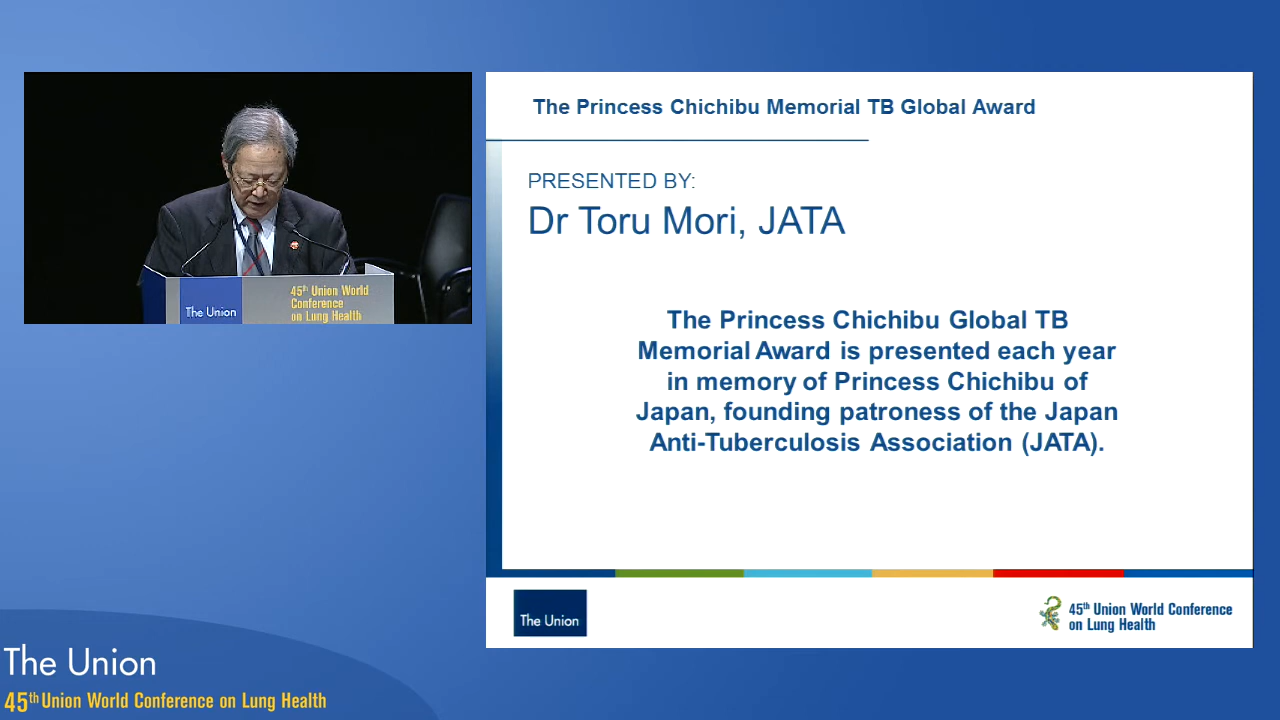 The Princess Chichibu Memorial TB Global Award
PRESENTED BY:
Dr Toru Mori, JATA
The Princess Chichibu Global TB
Memorial Award is presented each year
in memory of Princess Chichibu of
Japan, founding patroness of the Japan
Anti-Tuberculosis Association (JATA).
The Union
45th Union World
Conference
on Lung Health
The Union
45th Union World Conference
on Lung Health
The Union
45th Union World Conference on Lung Health